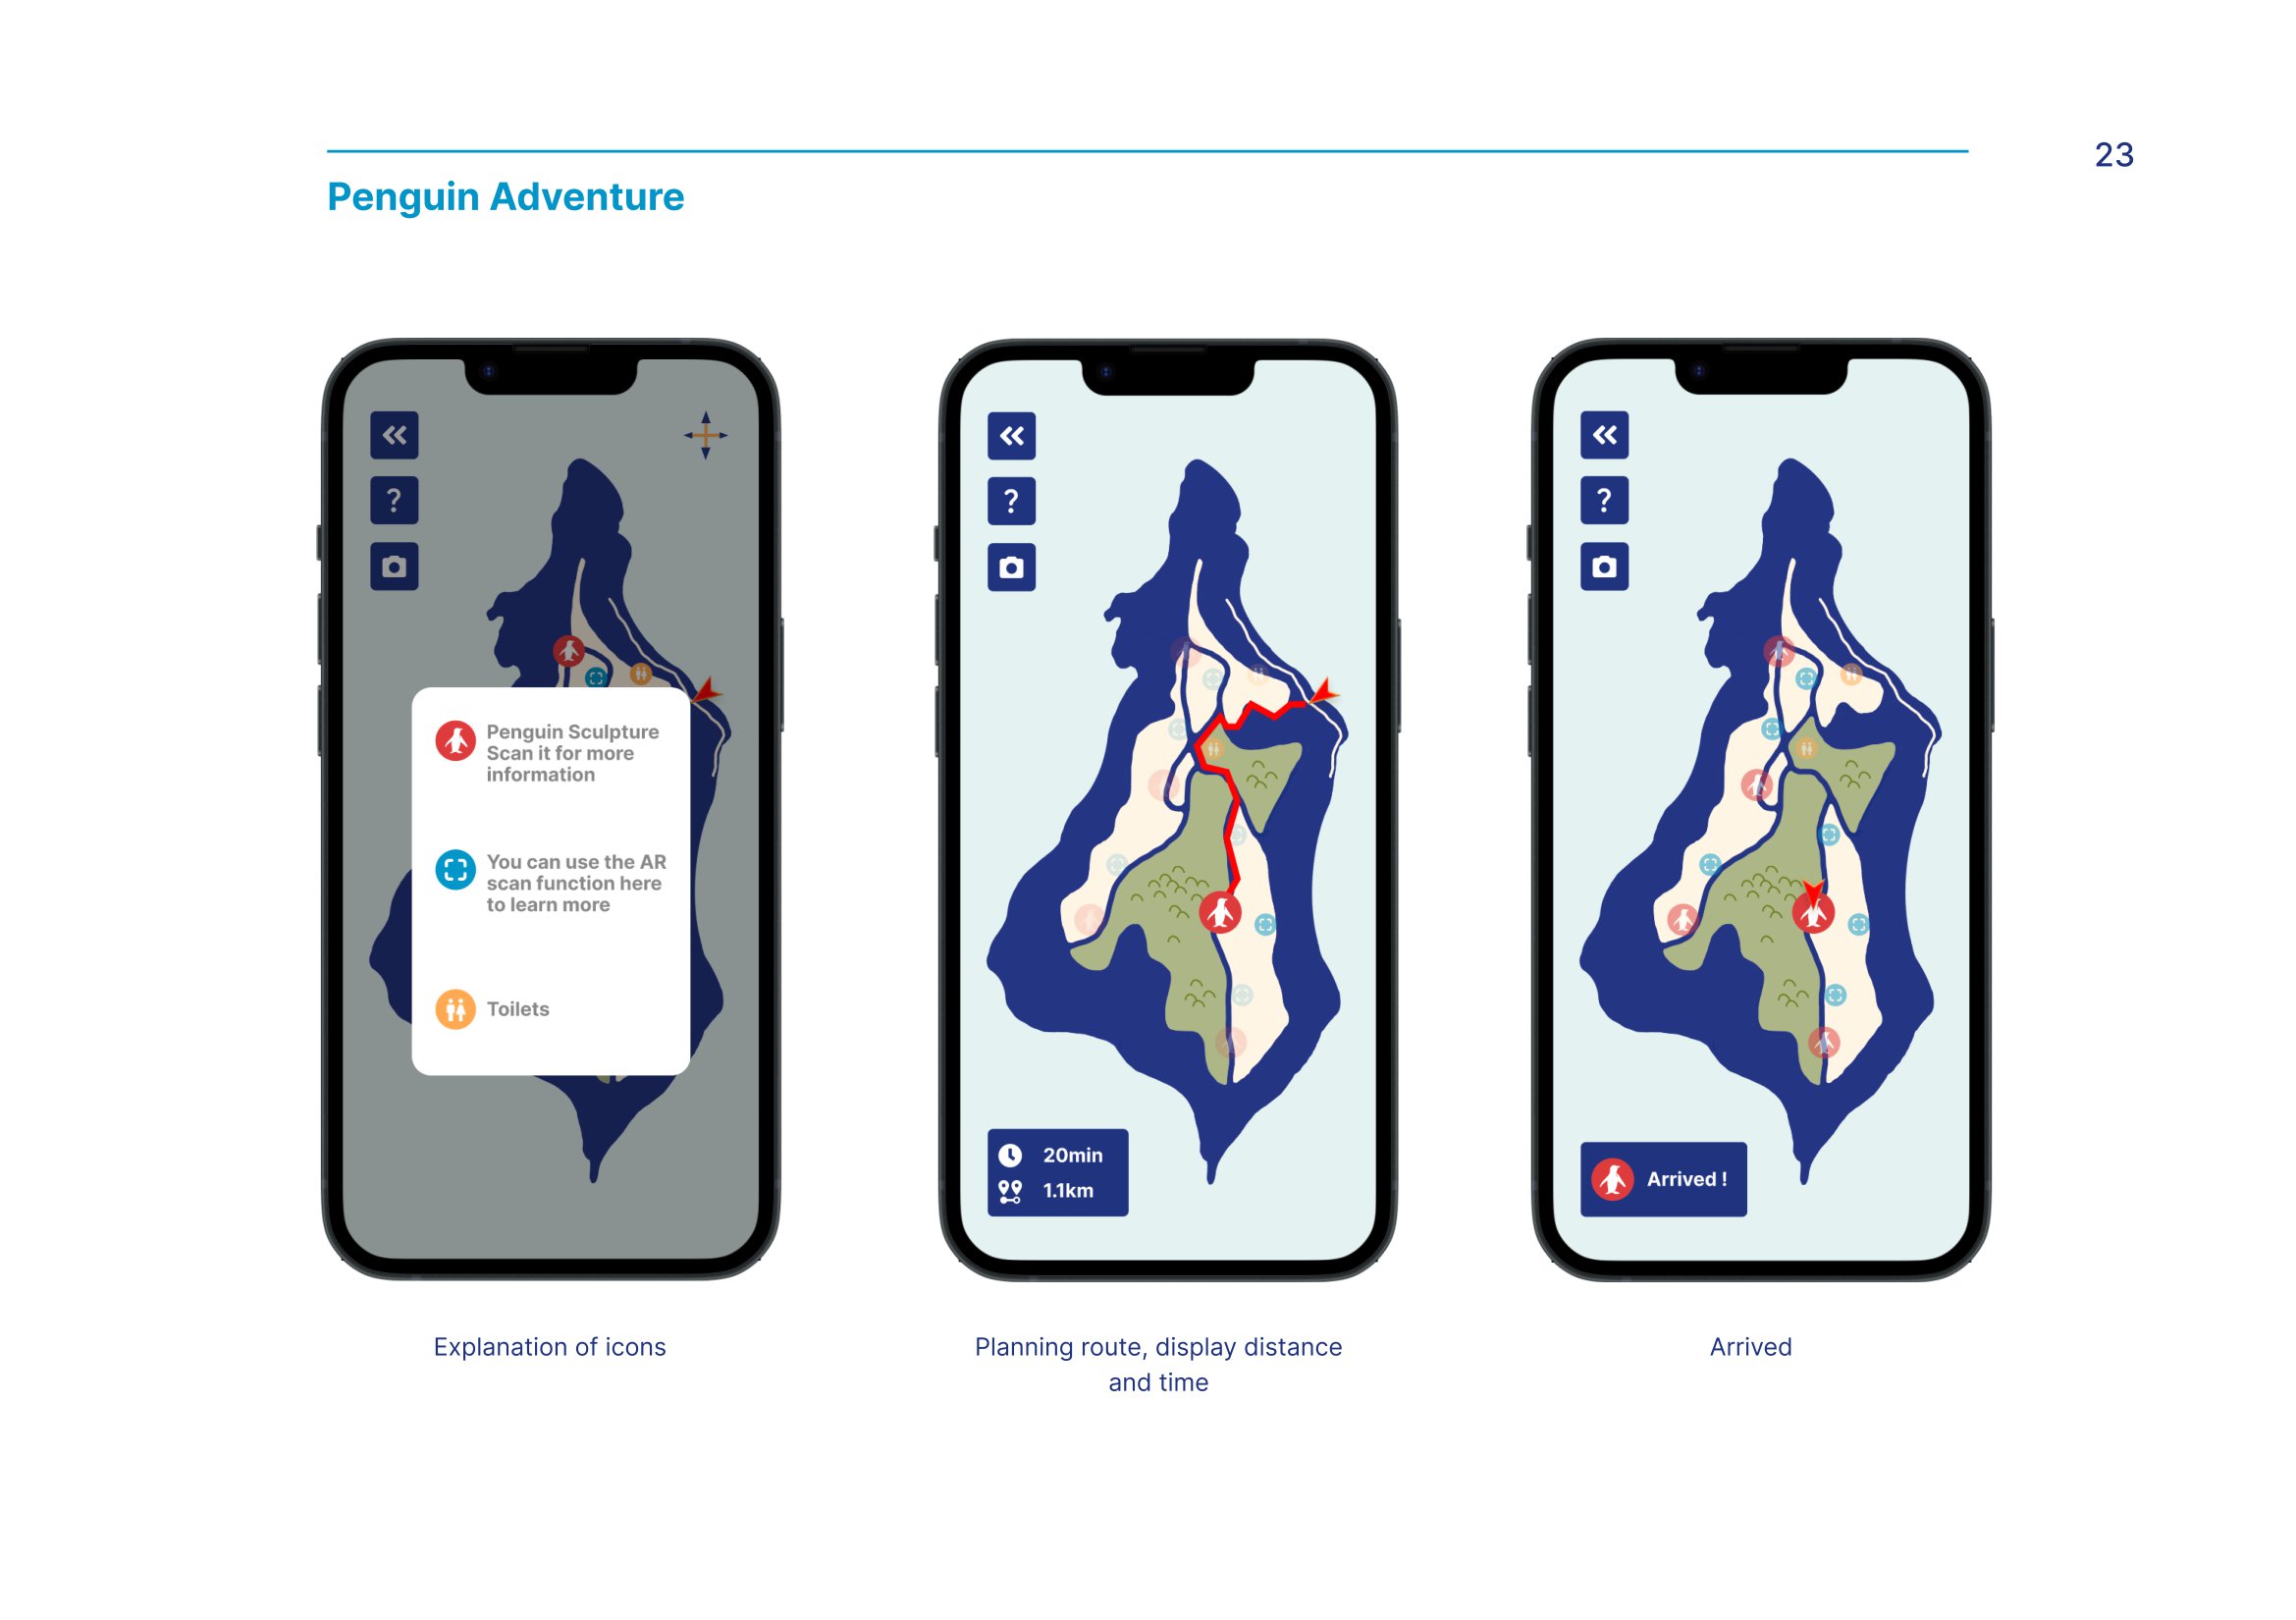 23
Penguin Adventure
?
Penguin Sculpture
Scan it for more
information
You can use the AR
scan function here
to learn more
Toilets
Explanation of icons
?
20min
1.1km
Planning route, display distance
and time
?
Arrived !
Arrived